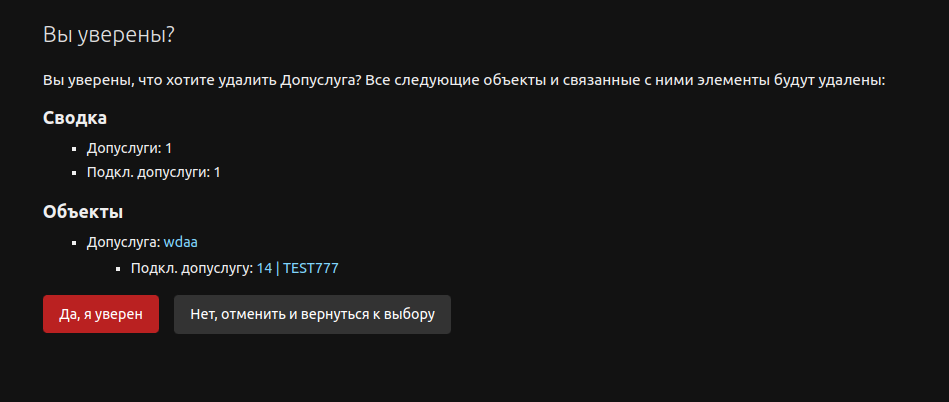 Вы уверены?
Вы уверены, что хотите удалить Допуслуга? Все следующие объекты и связанные с ними элементы будут удалены:
Сводка
Допуслуги: 1
Подкл. допуслуги: 1
Объекты
Допуслуга: wdaa
Подкл. допуслугу: 14 | TEST777
Да, я уверен
Нет, отменить и вернуться к выбору